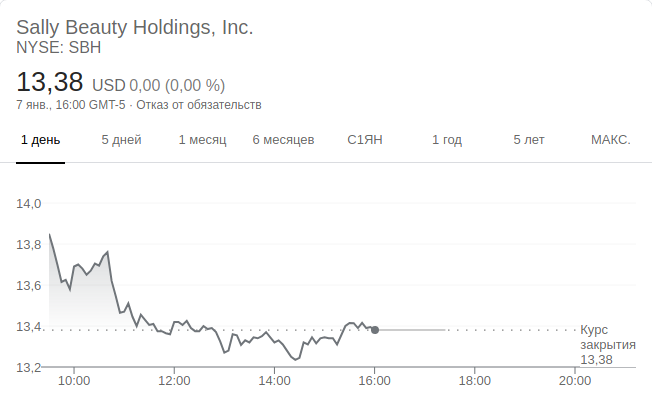 Sally Beauty Holdings, Inc.
NYSE: SBH
13,38 USD 0,00 (0,00 %)
7 янв., 16:00 GMT-5 · Отказ от обязательств
1 день 5 дней 1 месяц 6 месяцев С1ЯН 1 год 5 лет МАКС.
14,0
13,8
13,6
13,4
Курс
закрытия
13,38
13,2
10:00 12:00 14:00 16:00 18:00 20:00